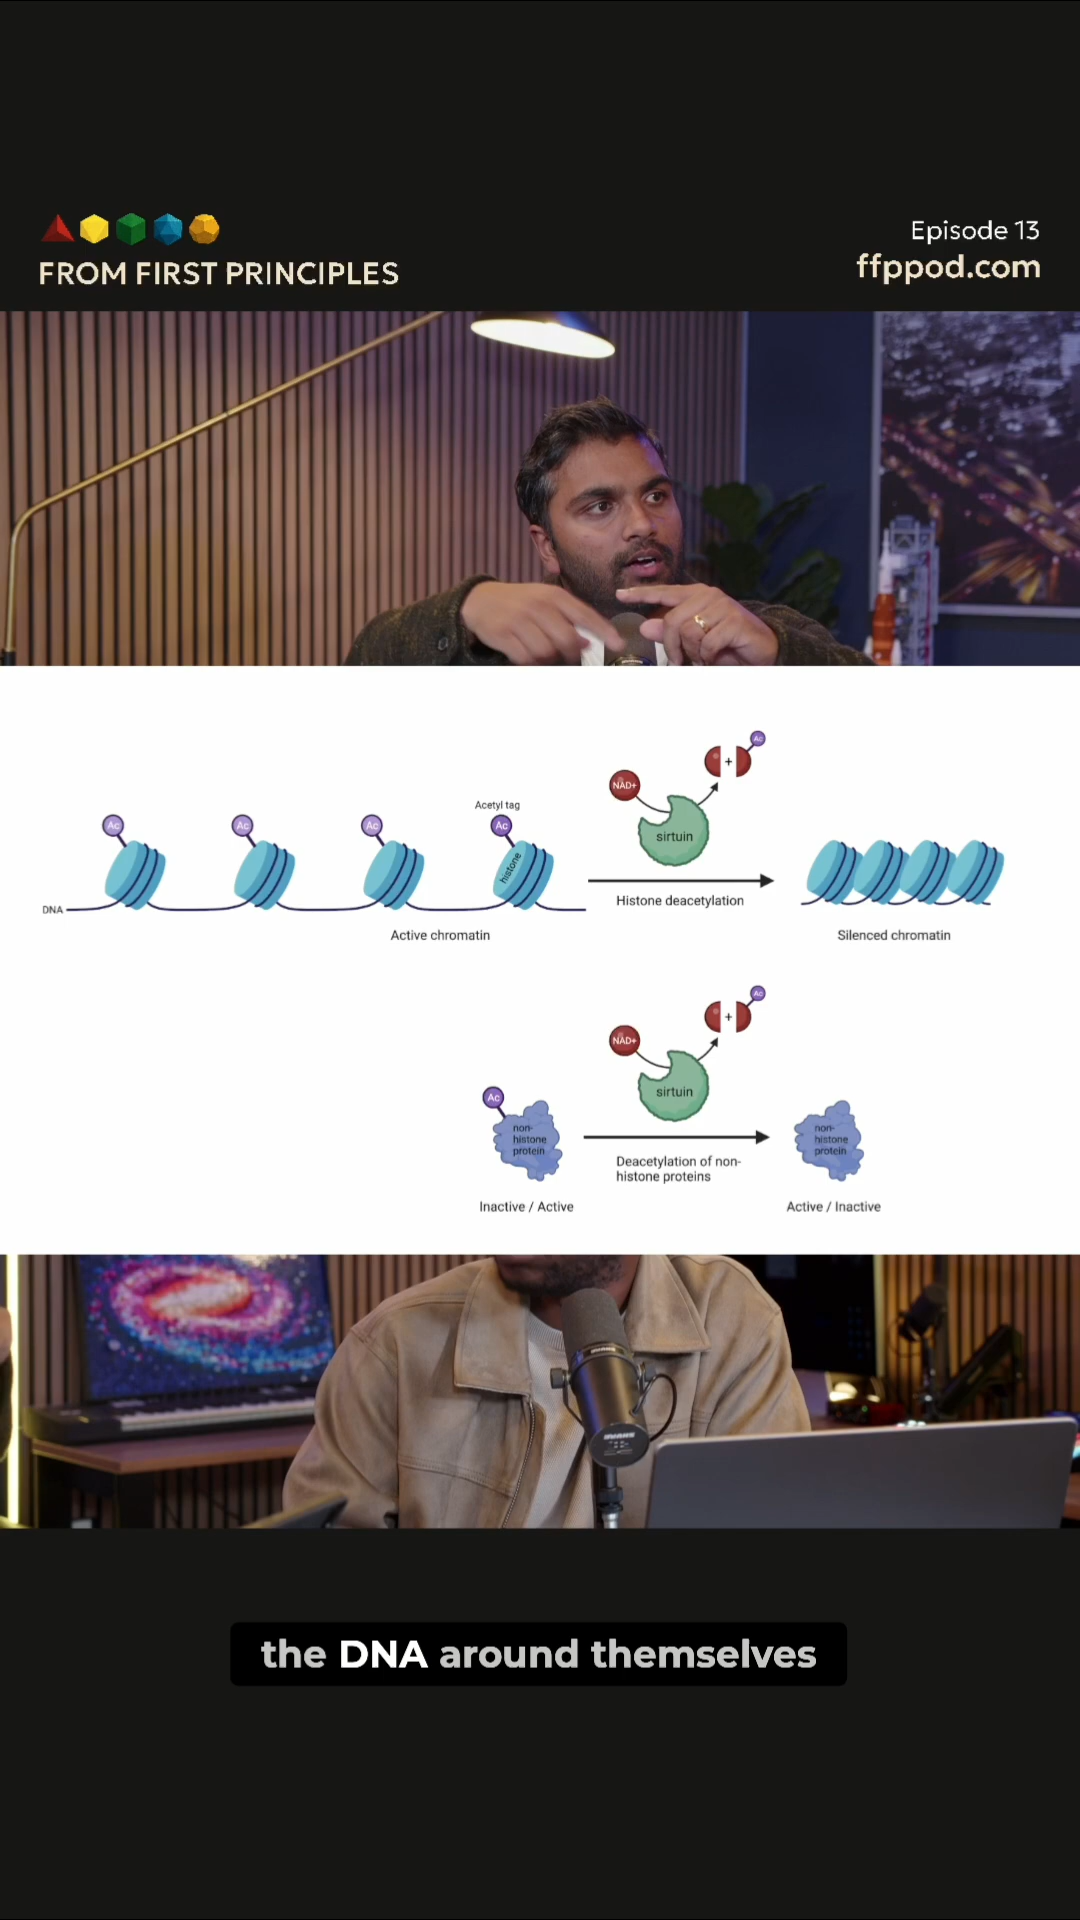 Episode 13
FROM FIRST PRINCIPLES
ffppod.com
Ac
NAD+
+
Acetyl tag
Ac
Ac
Ac
Ac
sirtuin
histone
DNA
Histone deacetylation
Active chromatin
Silenced chromatin
Ac
NAD+
+
Ac
sirtuin
non-
histone
protein
non-
histone
protein
Deacetylation of non-
histone proteins
Inactive / Active
Active / Inactive
SHURE
SHURE
the DNA around themselves